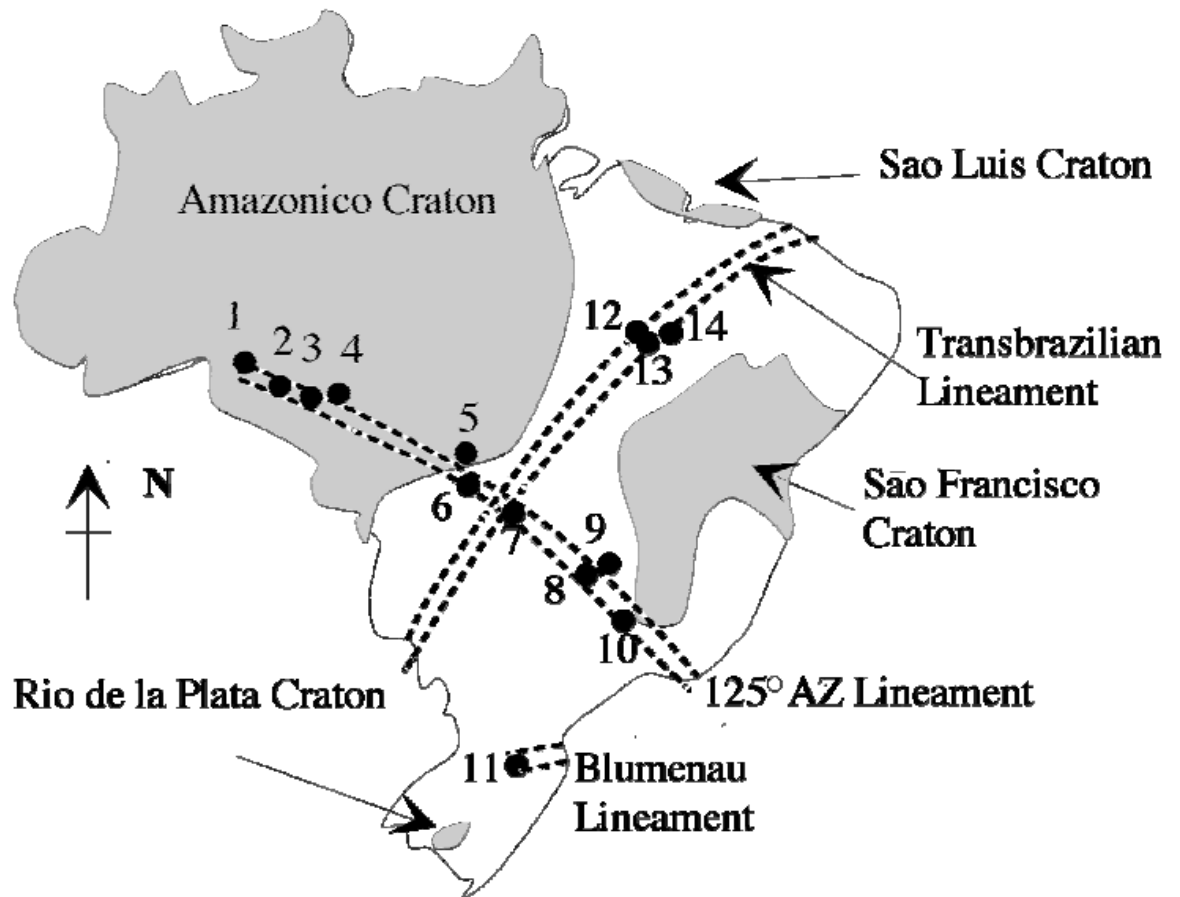 Sao Luis Craton
Amazonico Craton
1
2
3
4
12
14
13
Transbrazilian
Lineament
5
N
6
7
São Francisco
Craton
9
8
10
Rio de la Plata Craton
125° AZ Lineament
11
Blumenau
Lineament